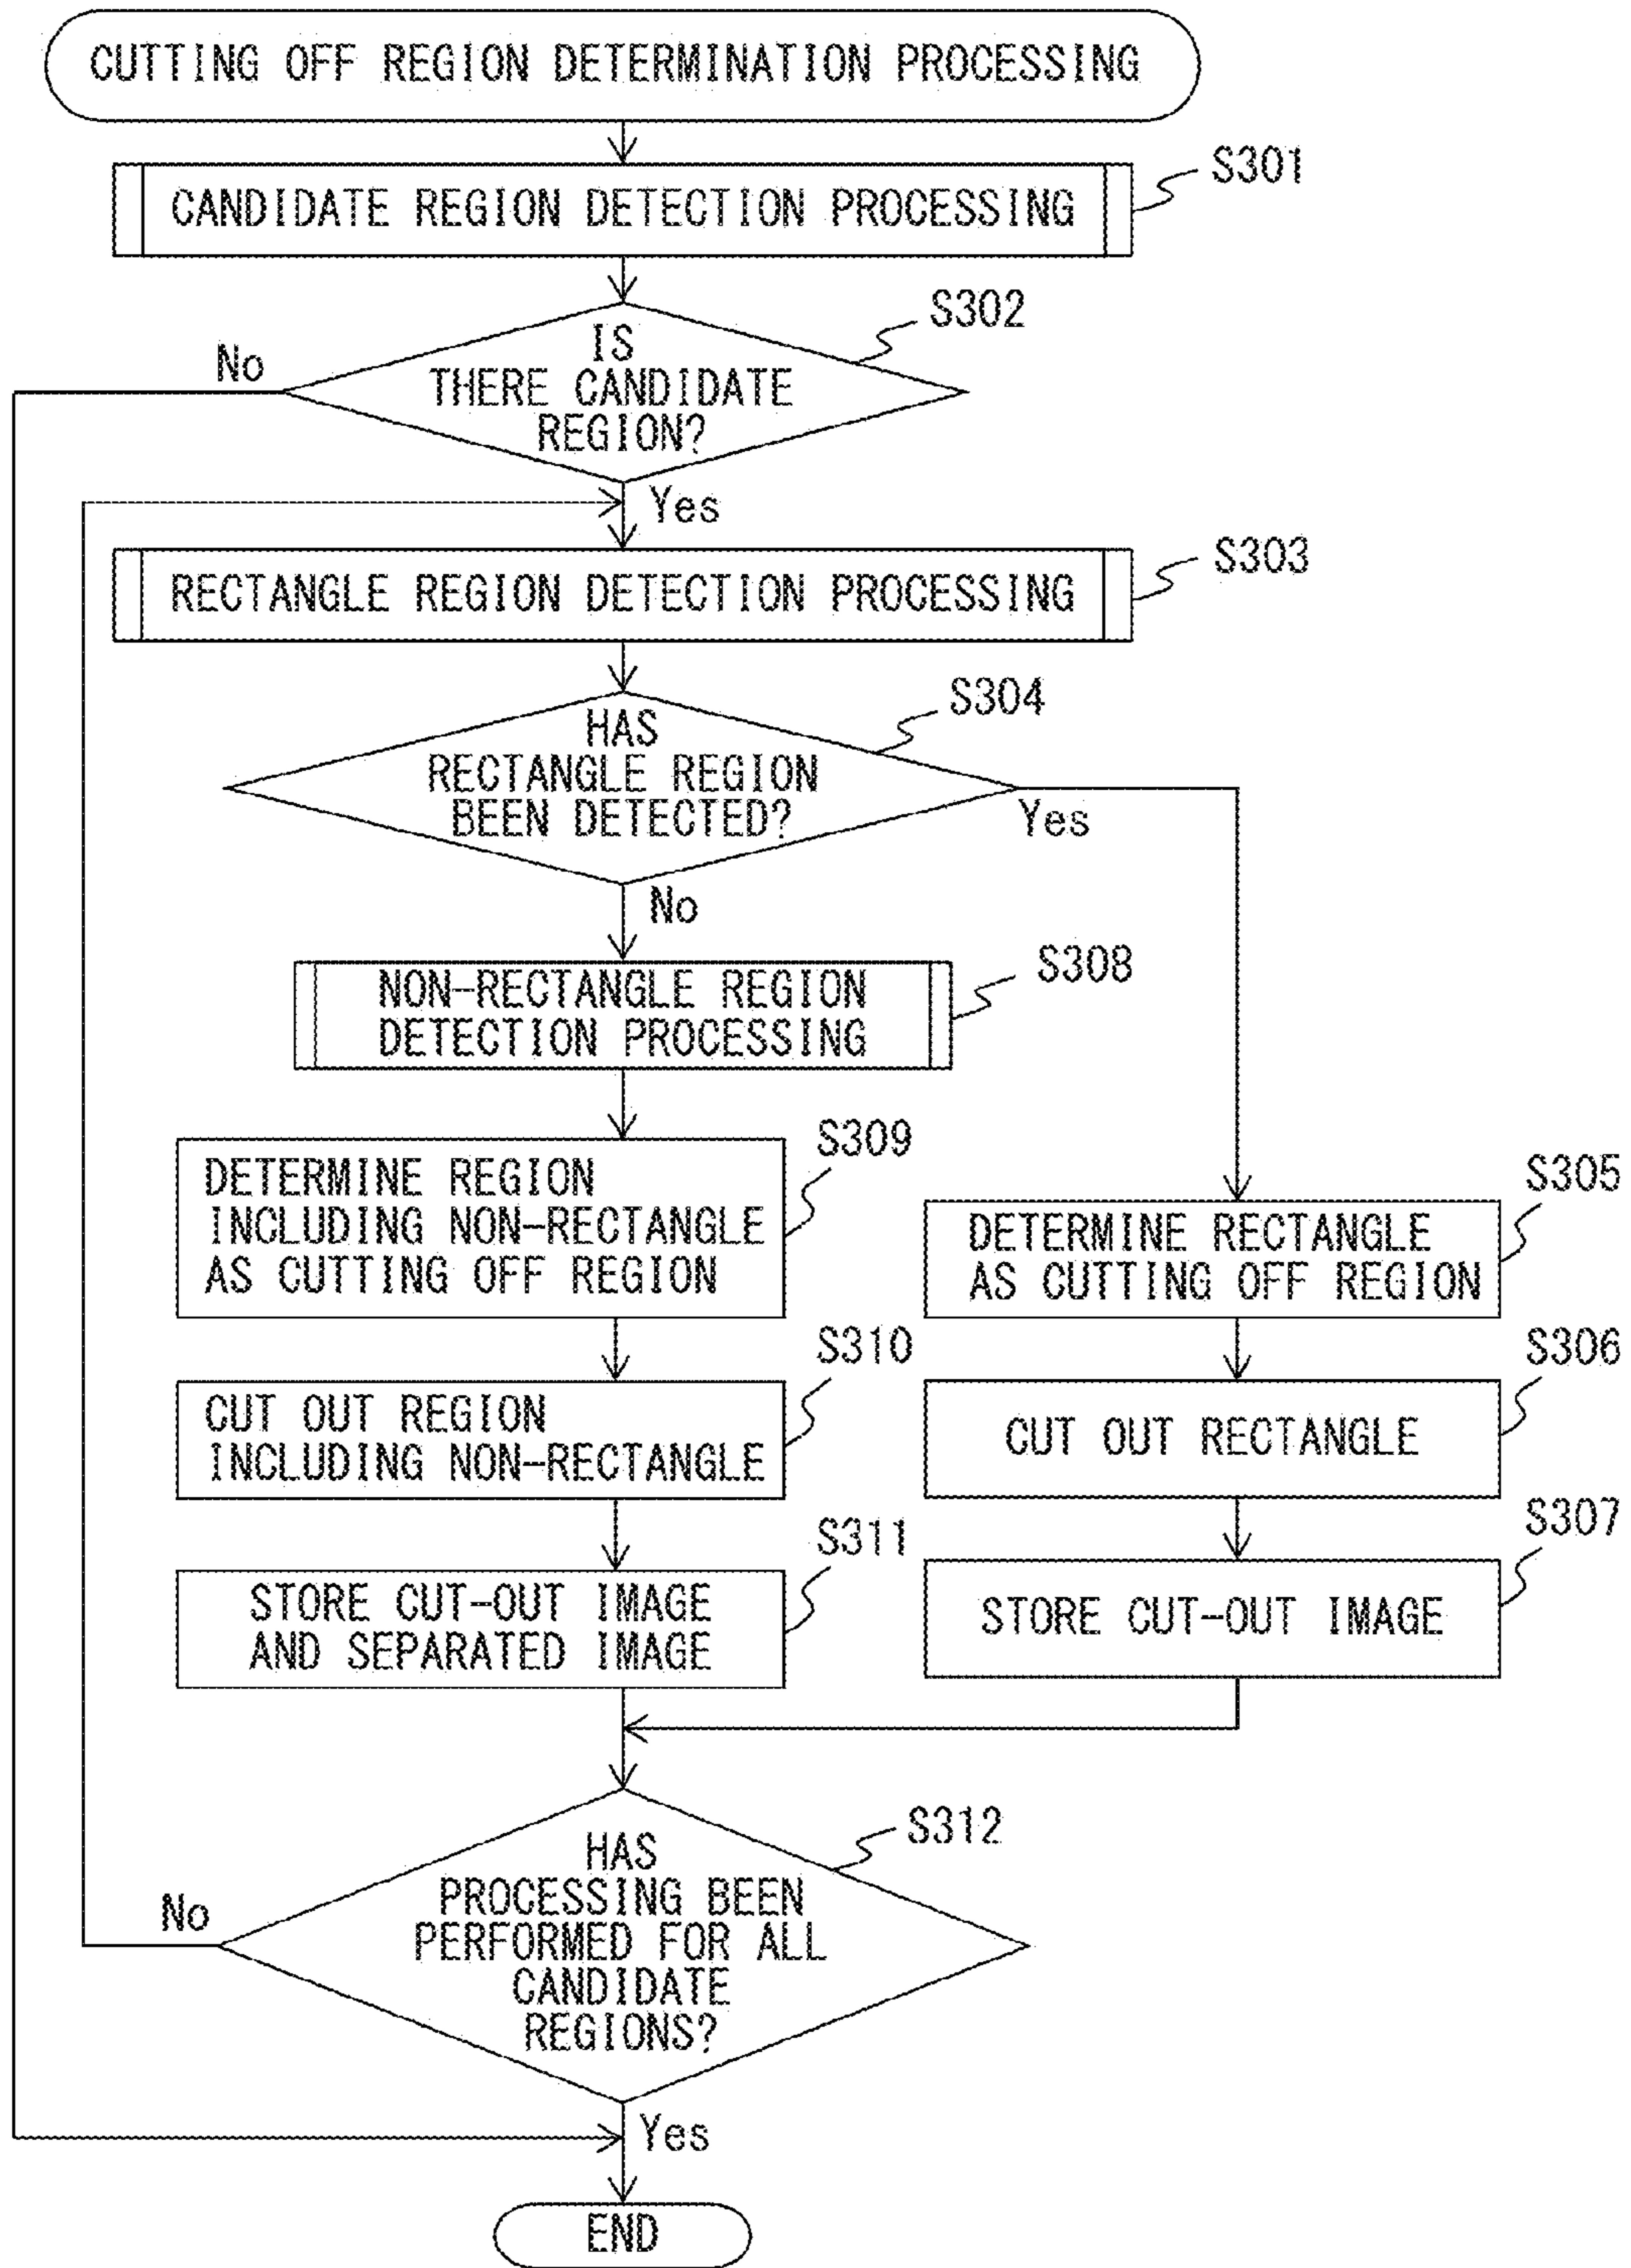 CUTTING OFF REGION DETERMINATION PROCESSING
S301
CANDIDATE REGION DETECTION PROCESSING
S302
IS
THERE CANDIDATE
REGION?
No
Yes
S303
RECTANGLE REGION DETECTION PROCESSING
S304
HAS
RECTANGLE REGION
BEEN DETECTED?
Yes
No
S308
NON-RECTANGLE REGION
DETECTION PROCESSING
S309
DETERMINE REGION
INCLUDING NON-RECTANGLE
AS CUTTING OFF REGION
S305
DETERMINE RECTANGLE
AS CUTTING OFF REGION
S310
CUT OUT REGION
INCLUDING NON-RECTANGLE
S306
CUT OUT RECTANGLE
S311
STORE CUT-OUT IMAGE
AND SEPARATED IMAGE
S307
STORE CUT-OUT IMAGE
S312
HAS
PROCESSING BEEN
PERFORMED FOR ALL
CANDIDATE
REGIONS?
No
Yes
END